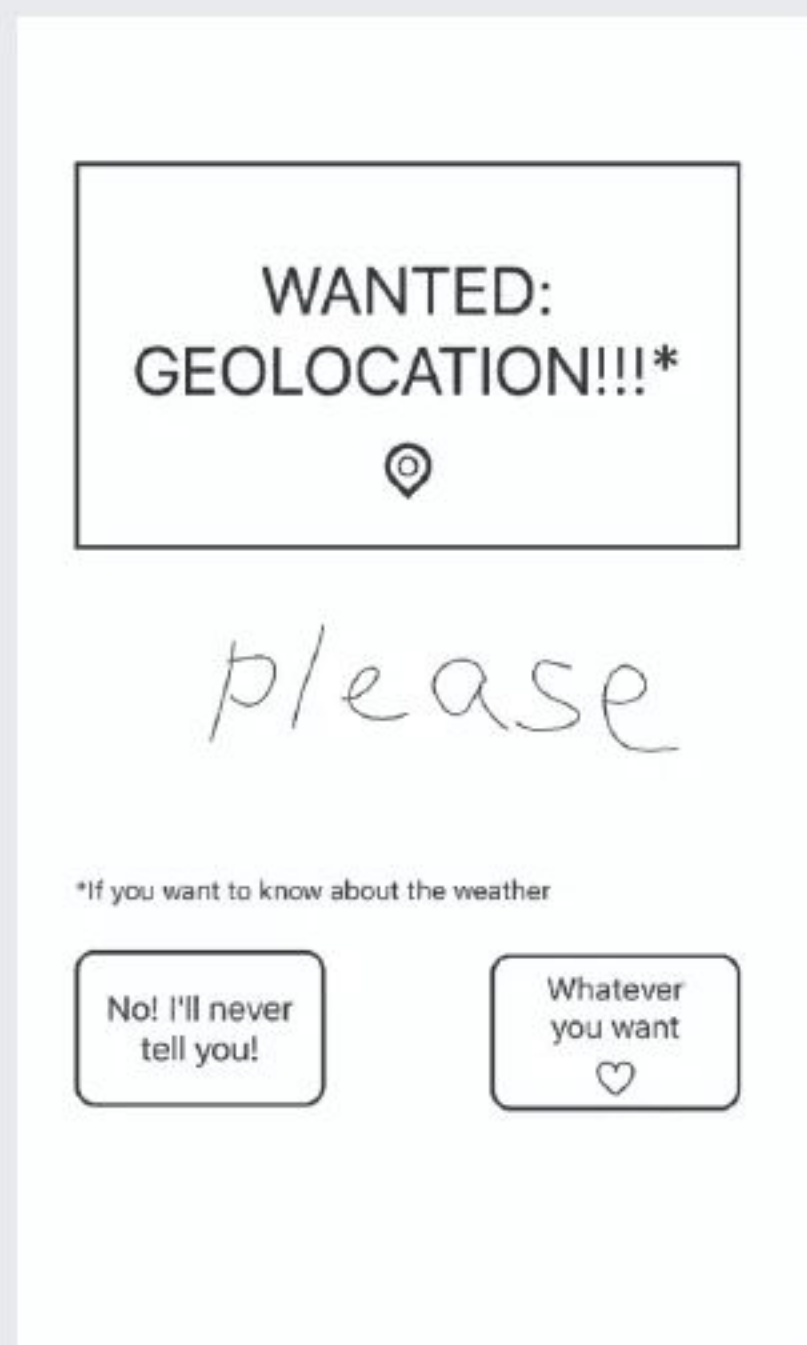 WANTED:
GEOLOCATION!!!*
please
*If you want to know about the weather
No! I'll never
tell you!
Whatever
you want